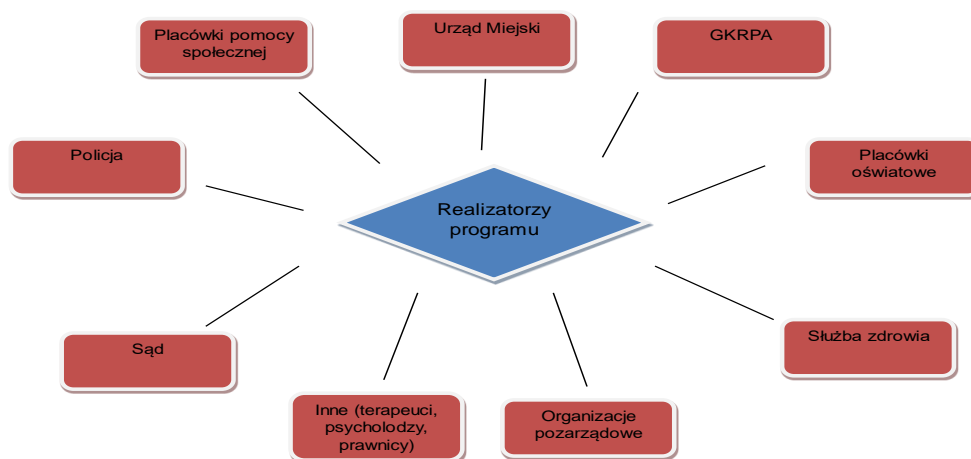 Placówki pomocy
społecznej
Urząd Miejski
GKRPA
Policja
Placówki
oświatowe
Realizatorzy
programu
Sąd
Służba zdrowia
Inne (terapeuci,
psycholodzy,
prawnicy)
Organizacje
pozarządowe